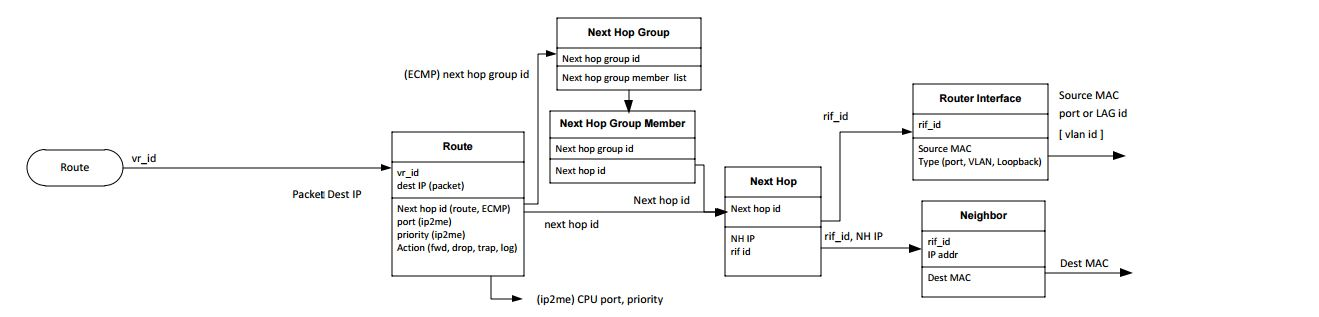 Route
vr_id
Packet Dest IP
Route
vr_id
dest IP (packet)
Next hop id (route, ECMP)
port (ip2me)
priority (ip2me)
Action (fwd, drop, trap, log)
(ip2me) CPU port, priority
(ECMP) next hop group id
Next Hop Group
Next hop group id
Next hop group member list
Next Hop Group Member
Next hop group id
Next hop id
Next hop id
next hop id
Next Hop
Next hop id
NH IP
rif id
rif_id
rif_id, NH IP
Router Interface
rif_id
Source MAC
Type (port, VLAN, Loopback)
Source MAC
port or LAG id
[ vlan id ]
Neighbor
rif_id
IP addr
Dest MAC
Dest MAC